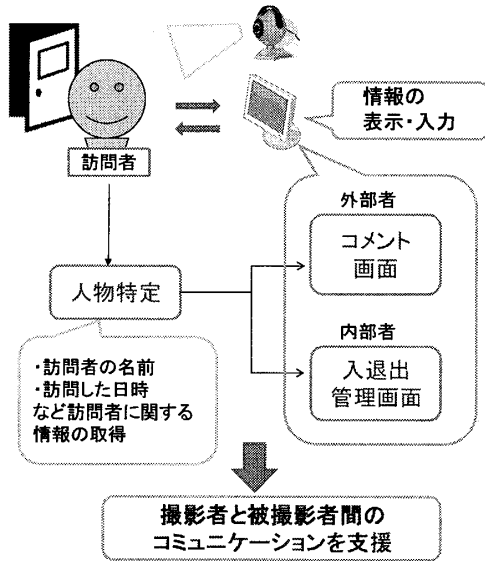 情報の
表示・入力
訪問者
外部者
コメント
画面
人物特定
内部者
入退出
管理画面
・訪問者の名前
・訪問した日時
など訪問者に関する
情報の取得
撮影者と被撮影者間の
コミュニケーションを支援